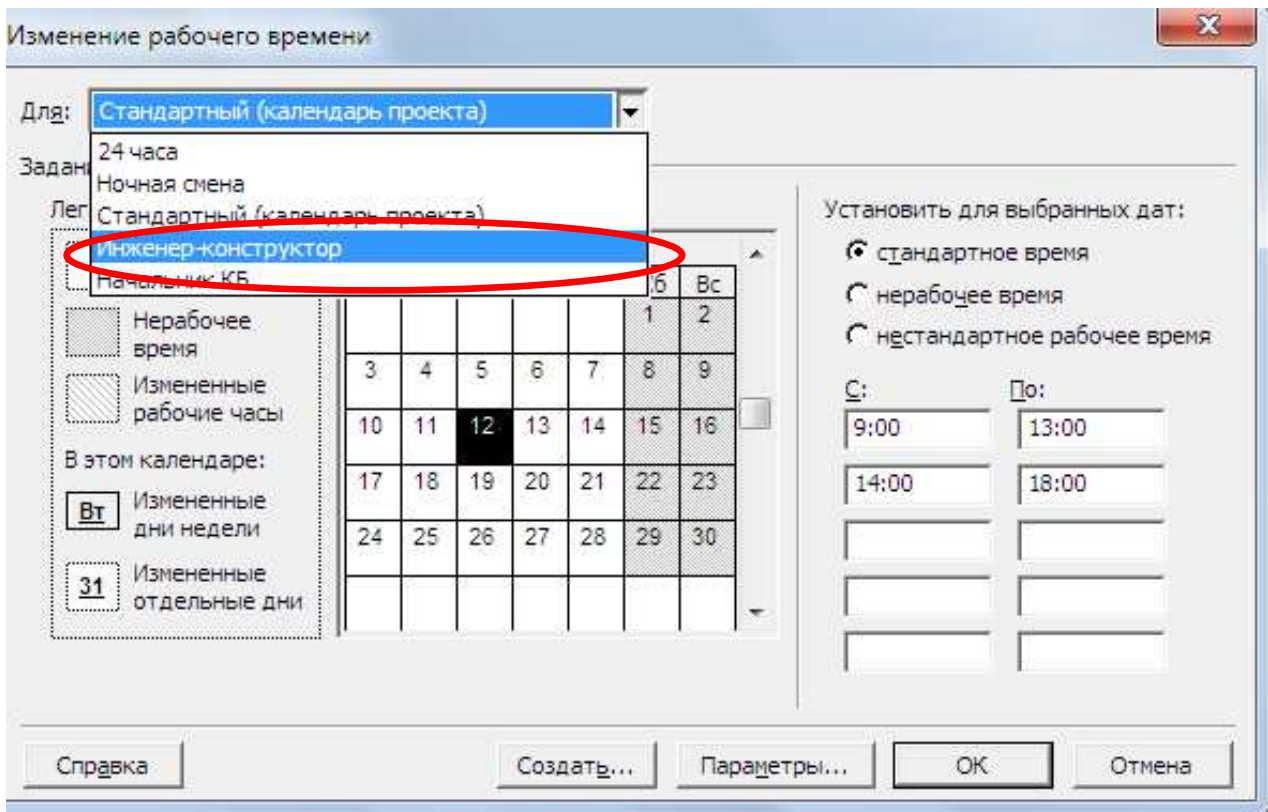 Изменение рабочего времени
Для: Стандартный (календарь проекта)
24 часа
Ночная смена
Стандартный (календарь проекта)
Инженер-конструктор
Начальник КБ
Нерабочее
время
Измененные
рабочие часы
В этом календаре:
Вт Измененные
дни недели
31 Измененные
отдельные дни
Вс
1 2
3 4 5 6 7 8 9
10 11 12 13 14 15 16
17 18 19 20 21 22 23
24 25 26 27 28 29 30
Установить для выбранных дат:
стандартное время
нерабочее время
нестандартное рабочее время
С: По:
9:00 13:00
14:00 18:00
Справка Создать... Параметры... ОК Отмена